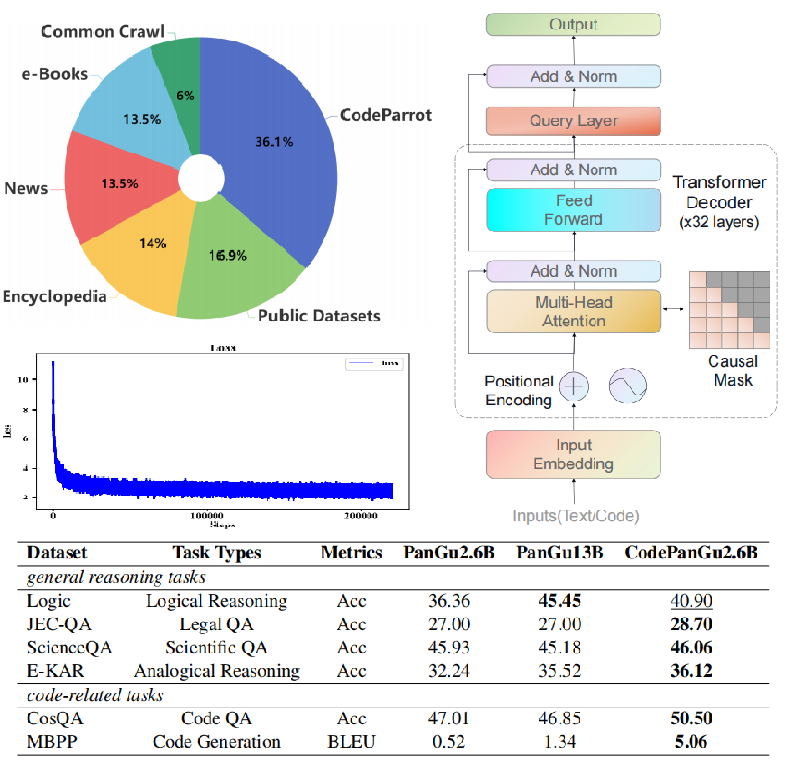 Common Crawl
e-Books
News
Encyclopedia
Public Datasets
CodeParrot
6%
13.5%
13.5%
14%
16.9%
36.1%
Loss
loss
Loss
10
8
6
4
2
0
100000
200000
Steps
Output
Add & Norm
Query Layer
Add & Norm
Feed
Forward
Add & Norm
Multi-Head
Attention
Transformer
Decoder
(x32 layers)
Causal
Mask
Positional
Encoding
Input
Embedding
Inputs(Text/Code)
Dataset Task Types Metrics PanGu2.6B PanGu13B CodePanGu2.6B
general reasoning tasks
Logic Logical Reasoning Acc 36.36 45.45 40.90
JEC-QA Legal QA Acc 27.00 27.00 28.70
ScienceQA Scientific QA Acc 45.93 45.18 46.06
E-KAR Analogical Reasoning Acc 32.24 35.52 36.12
code-related tasks
CosQA Code QA Acc 47.01 46.85 50.50
MBPP Code Generation BLEU 0.52 1.34 5.06